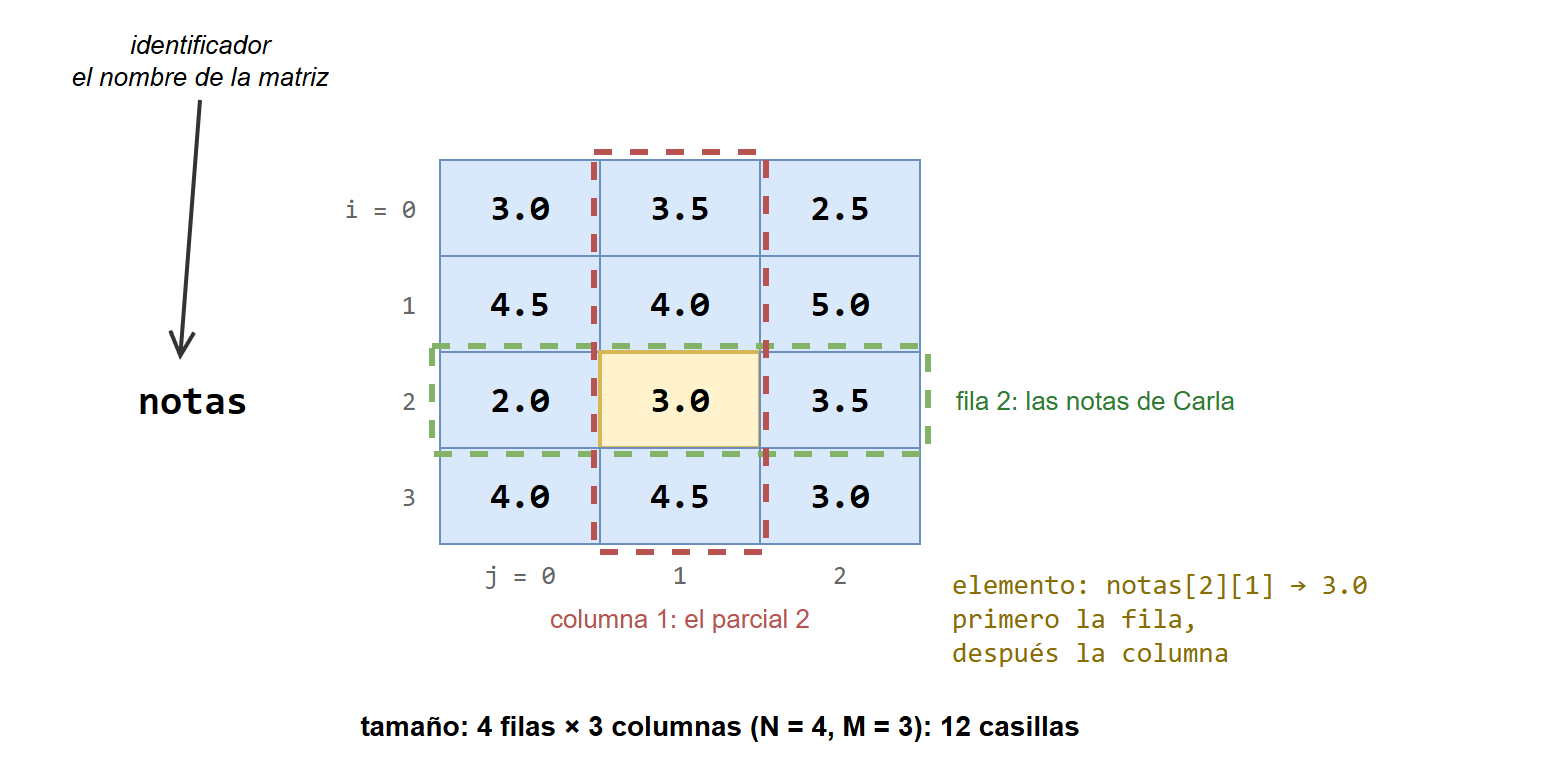 identificador
el nombre de la matriz
i = 0 3.0 3.5 2.5
1 4.5 4.0 5.0
notas 2 2.0 3.0 3.5 fila 2: las notas de Carla
3 4.0 4.5 3.0
j = 0 1 2
columna 1: el parcial 2
elemento: notas[2][1] → 3.0
primero la fila,
después la columna
tamaño: 4 filas × 3 columnas (N = 4, M = 3): 12 casillas